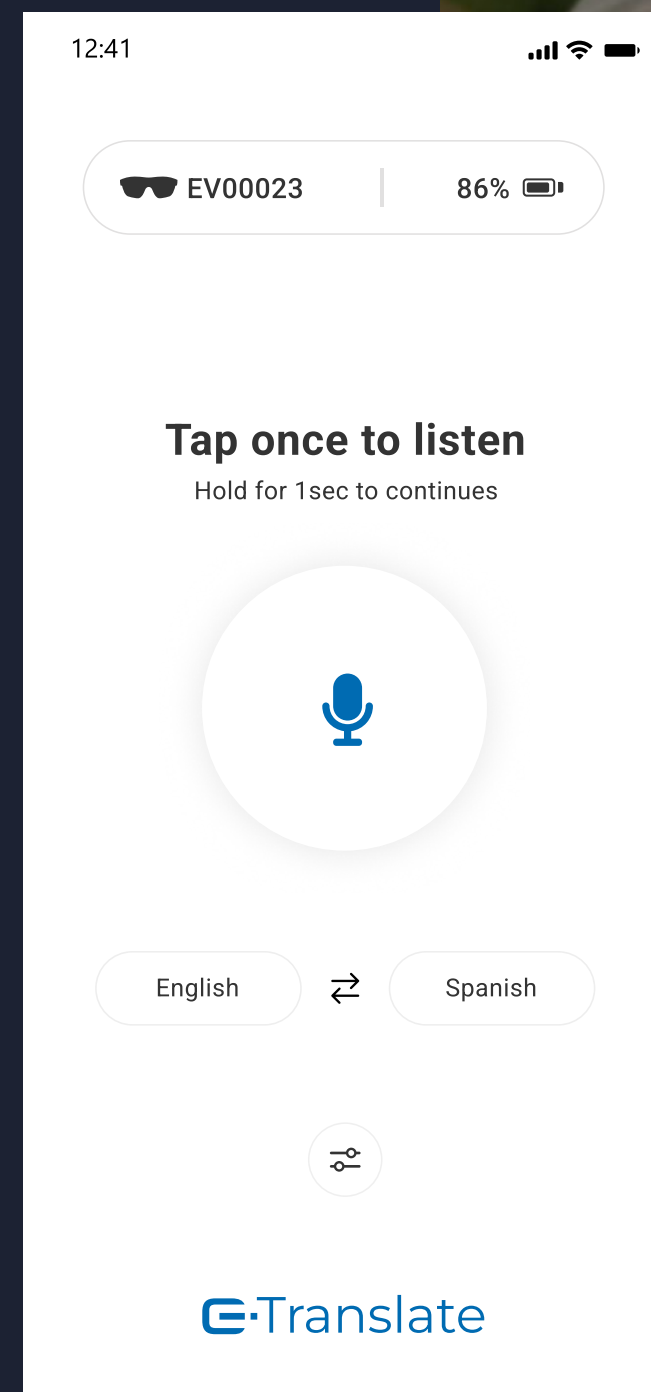 12:41
EV00023 86%
Tap once to listen
Hold for 1sec to continues
English Spanish
e·Translate